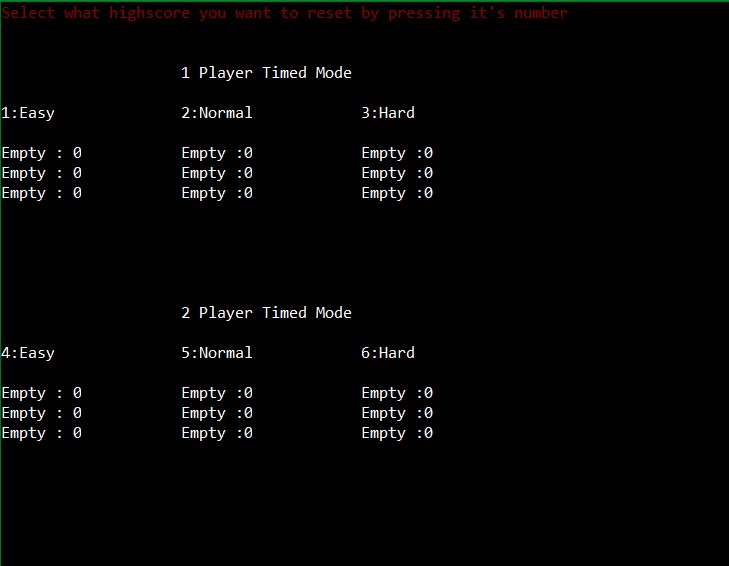 Select what highscore you want to reset by pressing it's number
1 Player Timed Mode
1:Easy 2:Normal 3:Hard
Empty : 0 Empty :0 Empty :0
Empty : 0 Empty :0 Empty :0
Empty : 0 Empty :0 Empty :0
2 Player Timed Mode
4:Easy 5:Normal 6:Hard
Empty : 0 Empty :0 Empty :0
Empty : 0 Empty :0 Empty :0
Empty : 0 Empty :0 Empty :0